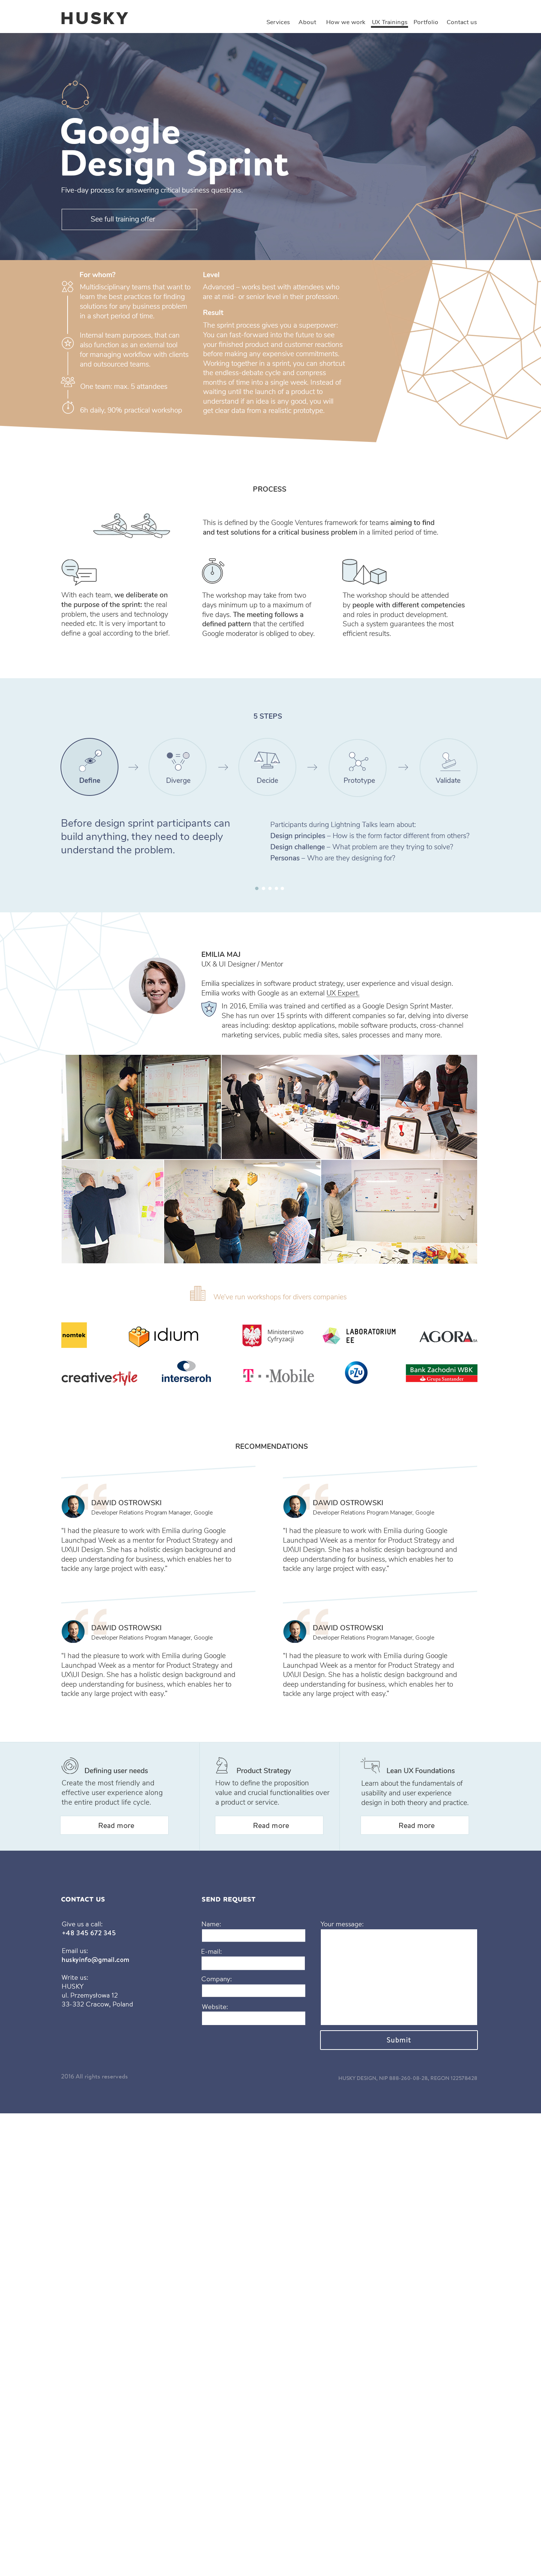 HUSKY
Services About How we work UX Trainings Portfolio Contact us
Google
Design Sprint
Five-day process for answering critical business questions.
See full training offer.
For whom?
Multidisciplinary teams that want to
learn the best practices for finding
solutions for any business problem
in a short period of time.
Internal team purposes, that can
also function as an external tool
for managing workflow with clients
and outsourced teams.
One team: max. 5 attendees
6h daily, 90% practical workshop
Level
Advanced – works best with attendees who
are at mid- or senior level in their profession.
Result
The sprint process gives you a superpower:
You can fast-forward into the future to see
your finished product and customer reactions
before making any expensive commitments.
Working together in a sprint, you can shortcut
the endless-debate cycle and compress
months of time into a single week. Instead of
waiting until the launch of a product to
understand if an idea is any good, you will
get clear data from a realistic prototype.
PROCESS
This is defined by the Google Ventures framework for teams aiming to find
and test solutions for a critical business problem in a limited period of time.
With each team, we deliberate on
the purpose of the sprint: the real
problem, the users and technology
needed etc. It is very important to
define a goal according to the brief.
The workshop may take from two
days minimum up to a maximum of
five days. The meeting follows a
defined pattern that the certified
Google moderator is obliged to obey.
The workshop should be attended
by people with different competencies
and roles in product development.
Such a system guarantees the most
efficient results.
5 STEPS
Define
Diverge
Decide
Prototype
Validate
Before design sprint participants can
build anything, they need to deeply
understand the problem.
Participants during Lightning Talks learn about:
Design principles – How is the form factor different from others?
Design challenge – What problem are they trying to solve?
Personas – Who are they designing for?
EMILIA MAJ
UX & UI Designer / Mentor
Emilia specializes in software product strategy, user experience and visual design.
Emilia works with Google as an external UX Expert.
In 2016, Emilia was trained and certified as a Google Design Sprint Master.
She has run over 15 sprints with different companies so far, delving into diverse
areas including: desktop applications, mobile software products, cross-channel
marketing services, public media sites, sales processes and many more.
We've run workshops for divers companies
nomtek
idium
Ministerstwo
Cyfryzacji
LABORATORIUM
EE
AGORA
creativestyle
interseroh
T Mobile
PZU
Bank Zachodni WBK
Grupa Santander
RECOMMENDATIONS
DAWID OSTROWSKI
Developer Relations Program Manager, Google
"I had the pleasure to work with Emilia during Google
Launchpad Week as a mentor for Product Strategy and
UX\UI Design. She has a holistic design background and
deep understanding for business, which enables her to
tackle any large project with easy."
DAWID OSTROWSKI
Developer Relations Program Manager, Google
"I had the pleasure to work with Emilia during Google
Launchpad Week as a mentor for Product Strategy and
UX\UI Design. She has a holistic design background and
deep understanding for business, which enables her to
tackle any large project with easy."
DAWID OSTROWSKI
Developer Relations Program Manager, Google
"I had the pleasure to work with Emilia during Google
Launchpad Week as a mentor for Product Strategy and
UX\UI Design. She has a holistic design background and
deep understanding for business, which enables her to
tackle any large project with easy."
DAWID OSTROWSKI
Developer Relations Program Manager, Google
"I had the pleasure to work with Emilia during Google
Launchpad Week as a mentor for Product Strategy and
UX\UI Design. She has a holistic design background and
deep understanding for business, which enables her to
tackle any large project with easy."
Defining user needs
Create the most friendly and
effective user experience along
the entire product life cycle.
Read more
Product Strategy
How to define the proposition
value and crucial functionalities over
a product or service.
Read more
Lean UX Foundations
Learn about the fundamentals of
usability and user experience
design in both theory and practice.
Read more
CONTACT US
Give us a call:
+48 345 672 345
Email us:
huskyinfo@gmail.com
Write us:
HUSKY
ul. Przemysłowa 12
33-332 Cracow, Poland
SEND REQUEST
Name:
E-mail:
Company:
Website:
Your message:
Submit
2016 All rights reserveds
HUSKY DESIGN, NIP